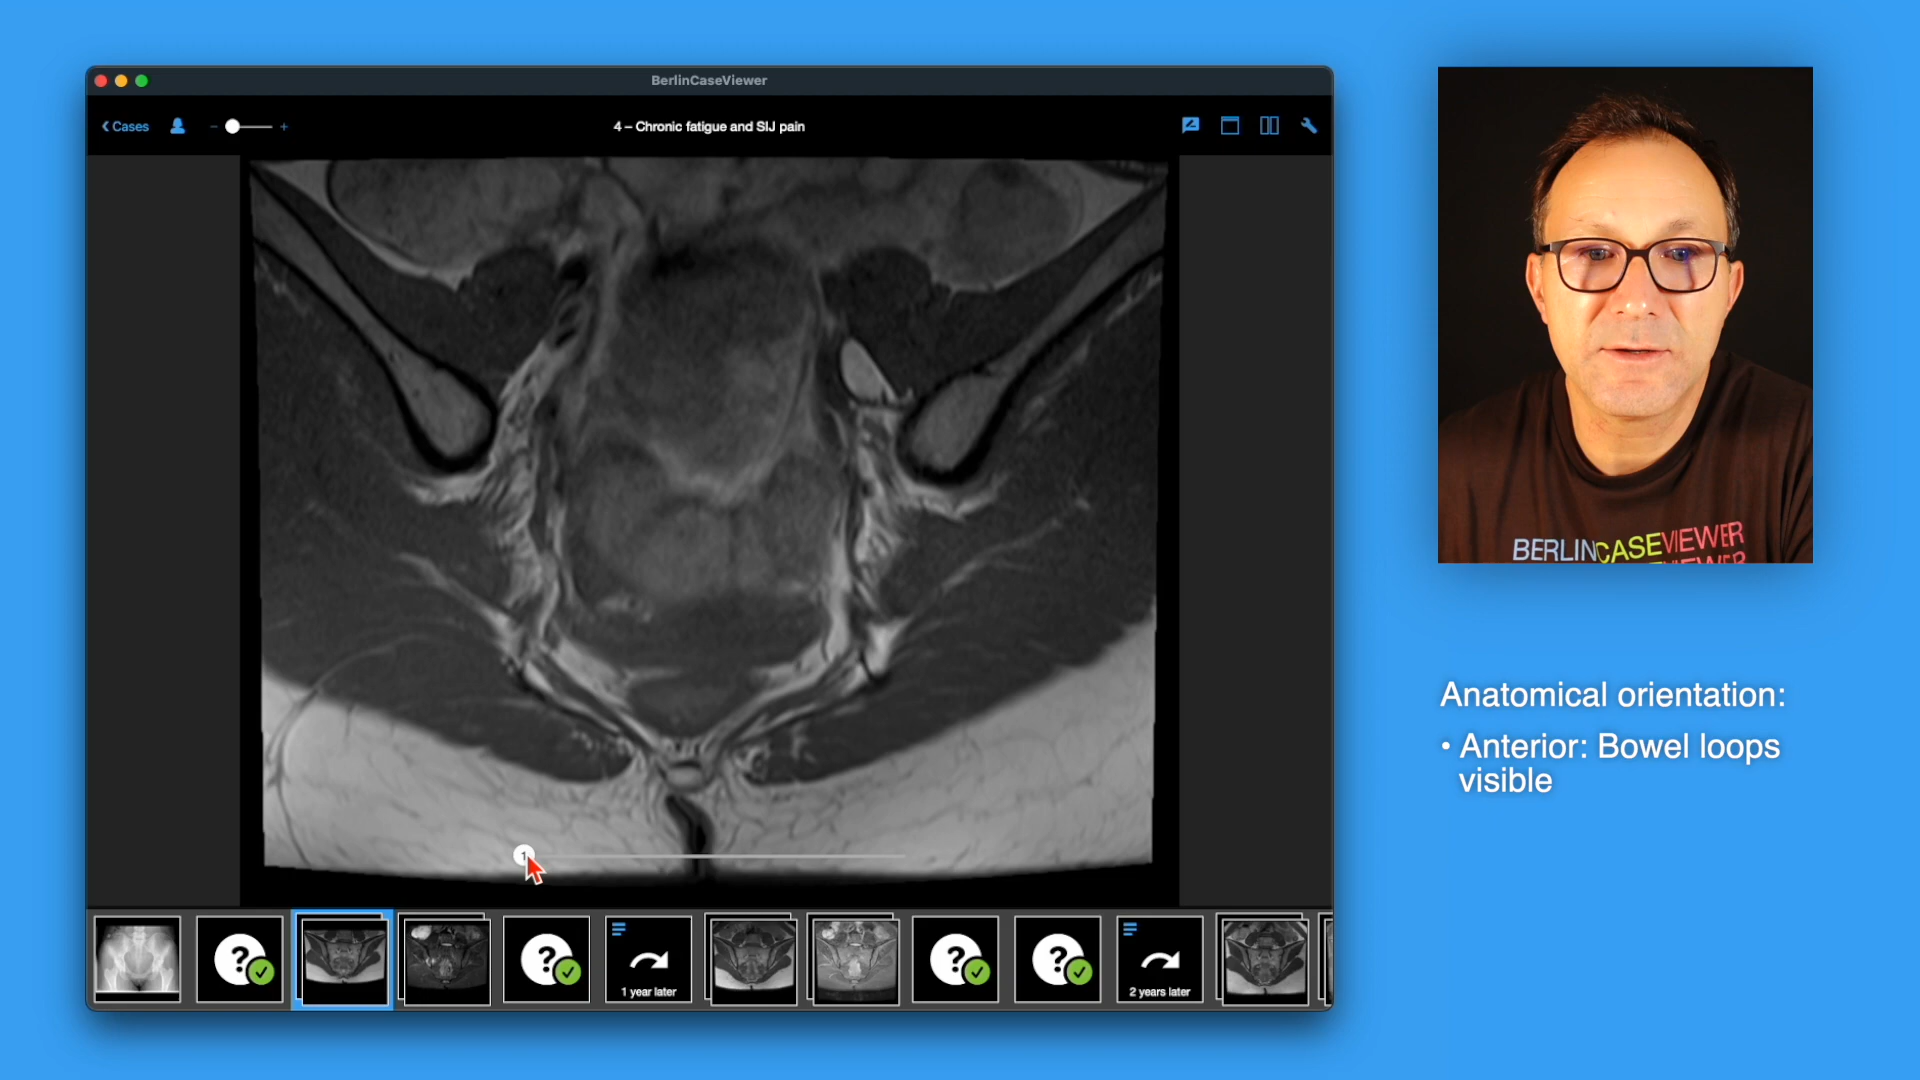 BerlinCaseViewer
Cases
4 – Chronic fatigue and SIJ pain
BERLINCASEVIEWER
Anatomical orientation:
• Anterior: Bowel loops
visible
1
?
?
1 year later
?
?
2 years later